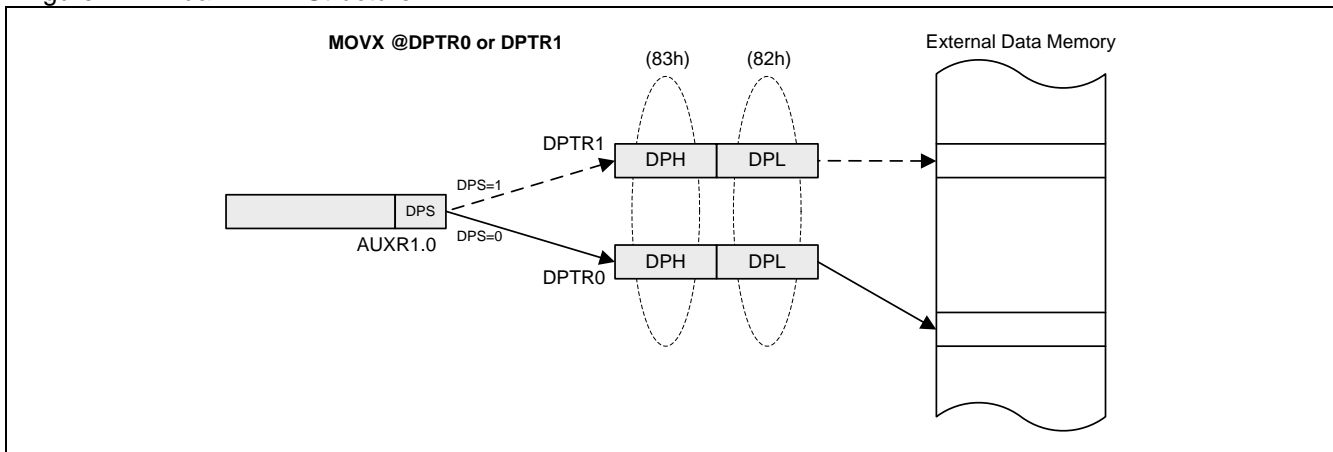 MOVX @DPTR0 or DPTR1
External Data Memory
(83h) (82h)
DPTR1
DPH DPL
DPS=1
DPS
DPS=0
AUXR1.0
DPH DPL
DPTR0